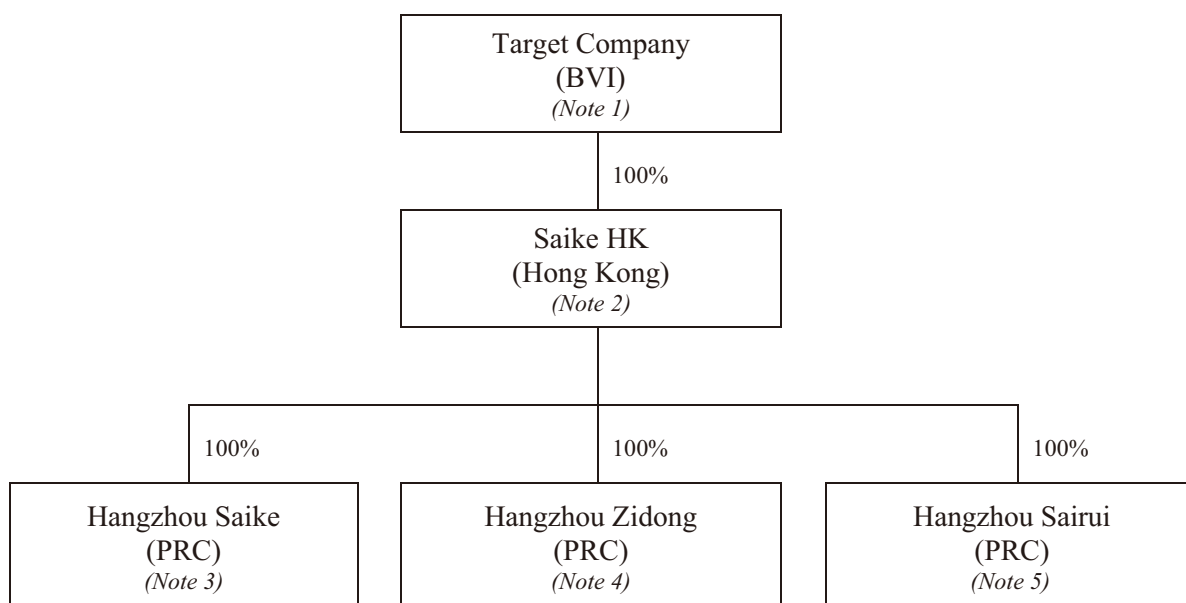 Target Company
(BVI)
(Note 1)
100%
Saike HK
(Hong Kong)
(Note 2)
100%
100%
100%
Hangzhou Saike
(PRC)
(Note 3)
Hangzhou Zidong
(PRC)
(Note 4)
Hangzhou Sairui
(PRC)
(Note 5)